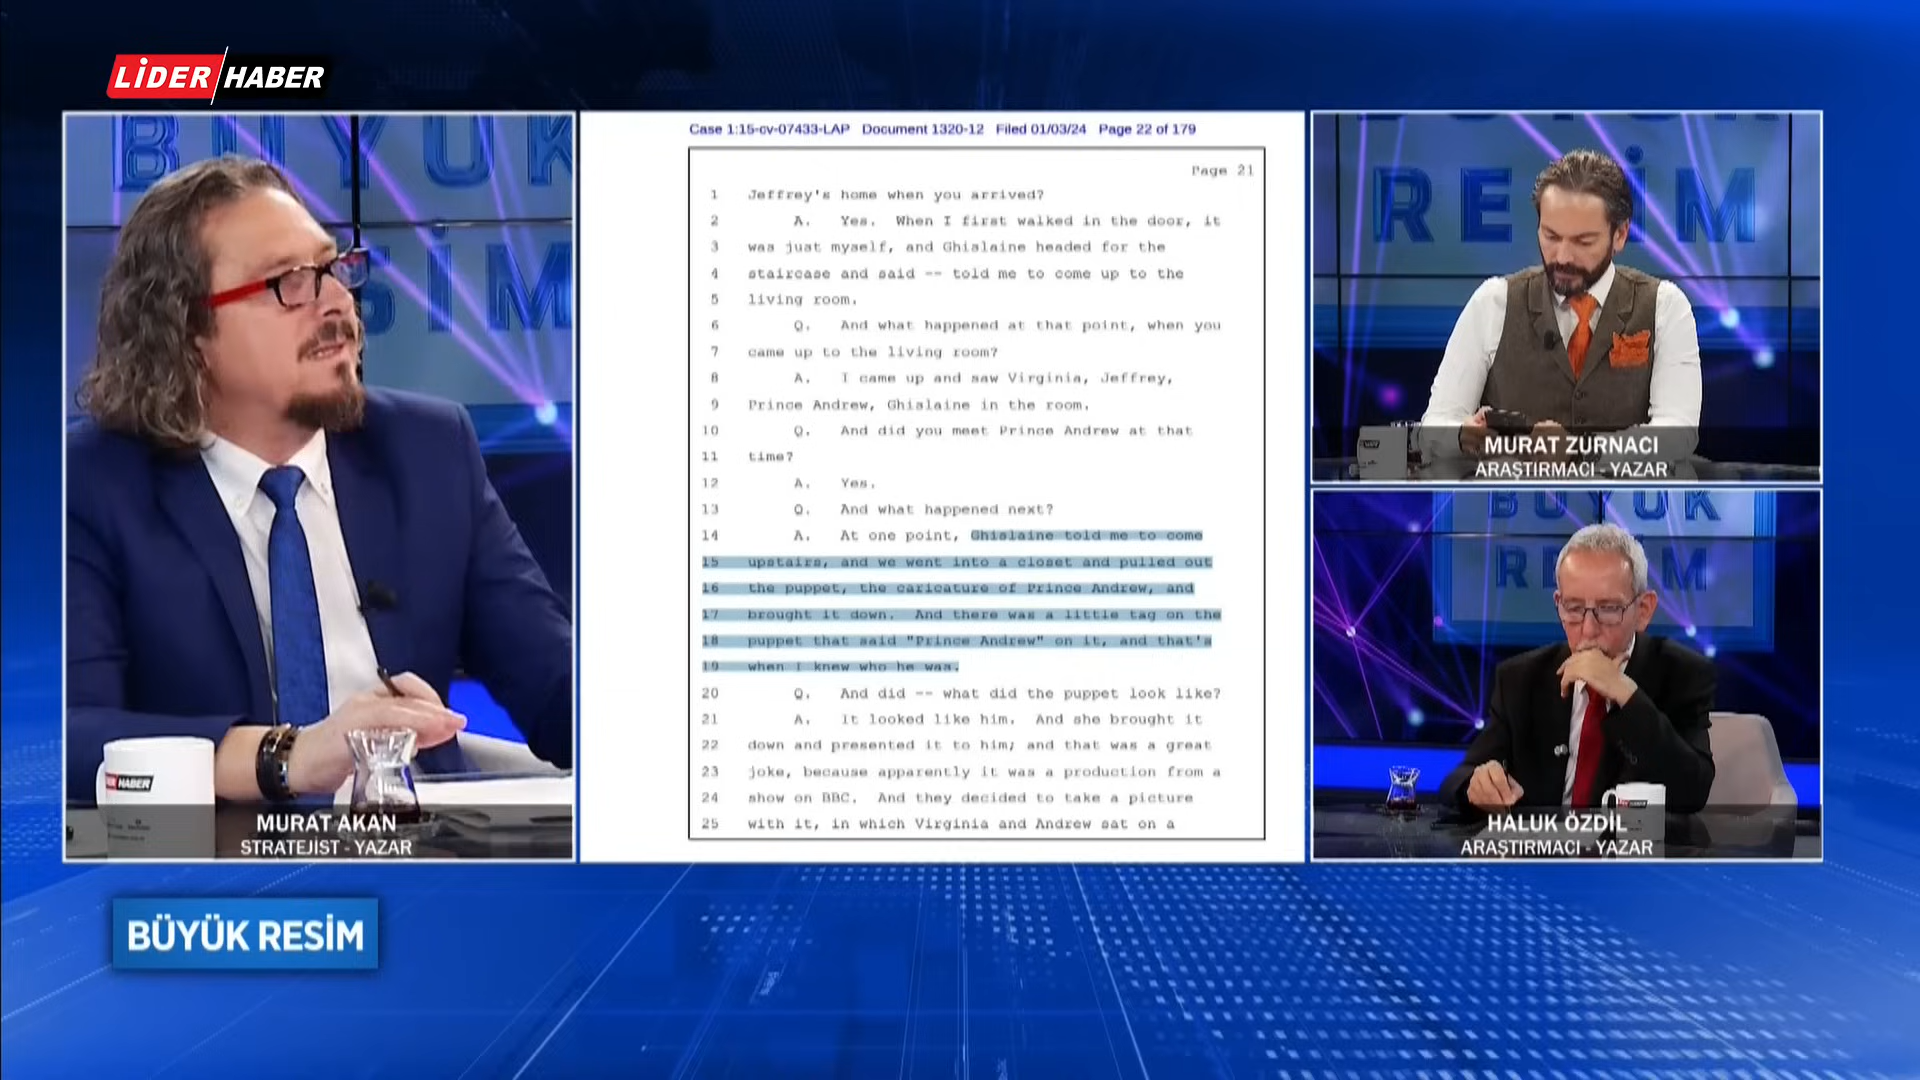 LİDER HABER
BÜYÜK
SİM
HABER
MURAT AKAN
STRATEJİST - YAZAR
Case 1:15-cv-07433-LAP Document 1320-12 Filed 01/03/24 Page 22 of 179
Page 21
1 Jeffrey's home when you arrived?
2 A. Yes. When I first walked in the door, it
3 was just myself, and Ghislaine headed for the
4 staircase and said -- told me to come up to the
5 living room.
6 Q. And what happened at that point, when you
7 came up to the living room?
8 A. I came up and saw Virginia, Jeffrey,
9 Prince Andrew, Ghislaine in the room.
10 Q. And did you meet Prince Andrew at that
11 time?
12 A. Yes.
13 Q. And what happened next?
14 A. At one point, Ghislaine told me to come
15 upstairs, and we went into a closet and pulled out
16 the puppet, the caricature of Prince Andrew, and
17 brought it down. And there was a little tag on the
18 puppet that said "Prince Andrew" on it, and that's
19 when I knew who he was.
20 Q. And did -- what did the puppet look like?
21 A. It looked like him. And she brought it
22 down and presented it to him; and that was a great
23 joke, because apparently it was a production from a
24 show on BBC. And they decided to take a picture
25 with it, in which Virginia and Andrew sat on a
RESİM
MURAT ZURNACI
ARAŞTIRMACI - YAZAR
BÜYÜK
RESİM
HALUK ÖZDİL
ARAŞTIRMACI - YAZAR
BÜYÜK RESİM